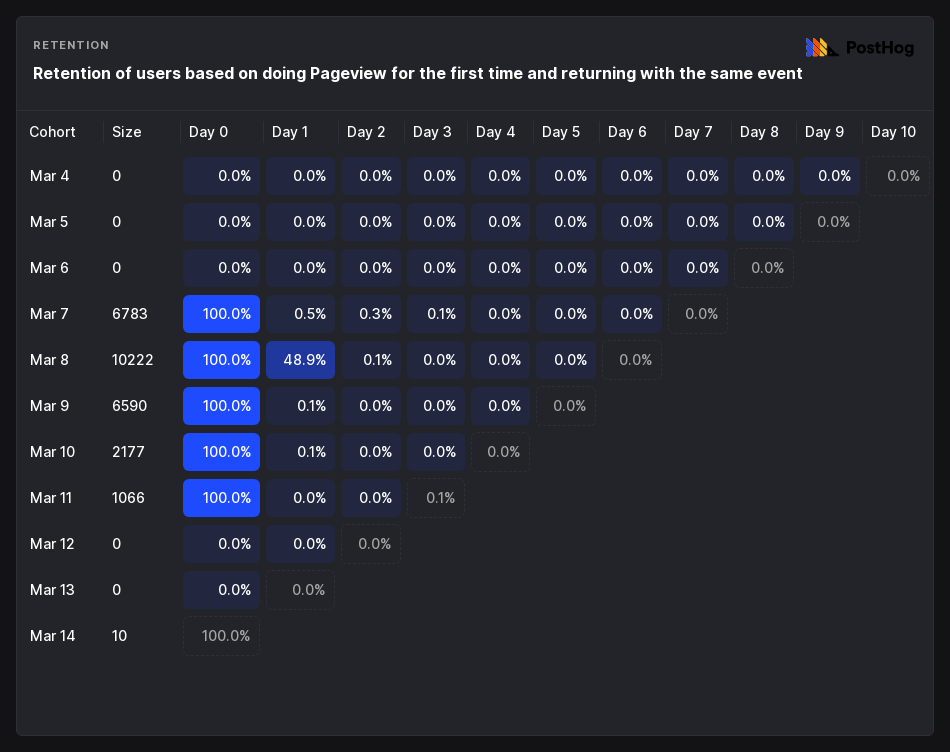 RETENTION
PostHog
Retention of users based on doing Pageview for the first time and returning with the same event
Cohort Size Day 0 Day 1 Day 2 Day 3 Day 4 Day 5 Day 6 Day 7 Day 8 Day 9 Day 10
Mar 4 0 0.0% 0.0% 0.0% 0.0% 0.0% 0.0% 0.0% 0.0% 0.0% 0.0% 0.0%
Mar 5 0 0.0% 0.0% 0.0% 0.0% 0.0% 0.0% 0.0% 0.0% 0.0% 0.0%
Mar 6 0 0.0% 0.0% 0.0% 0.0% 0.0% 0.0% 0.0% 0.0% 0.0%
Mar 7 6783 100.0% 0.5% 0.3% 0.1% 0.0% 0.0% 0.0% 0.0%
Mar 8 10222 100.0% 48.9% 0.1% 0.0% 0.0% 0.0% 0.0%
Mar 9 6590 100.0% 0.1% 0.0% 0.0% 0.0% 0.0%
Mar 10 2177 100.0% 0.1% 0.0% 0.0% 0.0%
Mar 11 1066 100.0% 0.0% 0.0% 0.1%
Mar 12 0 0.0% 0.0% 0.0%
Mar 13 0 0.0% 0.0%
Mar 14 10 100.0%